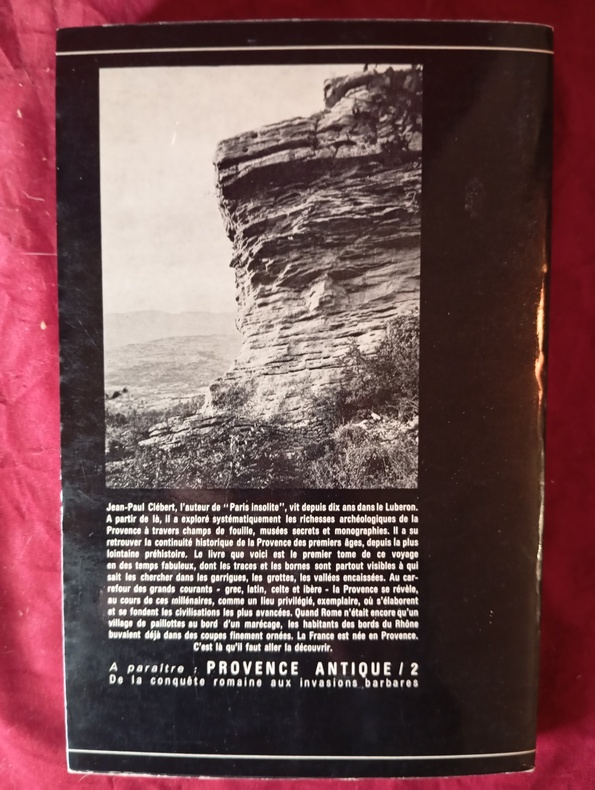 Jean-Paul Clébert, l'auteur de "Paris insolite", vit depuis dix ans dans le Luberon.
A partir de là, il a exploré systématiquement les richesses archéologiques de la
Provence à travers champs de fouille, musées secrets et monographies. Il a su
retrouver la continuité historique de la Provence des premiers âges, depuis la plus
lointaine préhistoire. Le livre que voici est le premier tome de ce voyage
en des temps fabuleux, dont les traces et les bornes sont partout visibles à qui
sait les chercher dans les garrigues, les grottes, les vallées encaissées. Au car-
refour des grands courants - grec, latin, celte et ibère - la Provence se révèle,
au cours de ces millénaires, comme un lieu privilégié, exemplaire, où s'élaborent
et se fondent les civilisations les plus avancées. Quand Rome n'était encore qu'un
village de paillottes au bord d'un marécage, les habitants des bords du Rhône
buvaient déjà dans des coupes finement ornées. La France est née en Provence.
C'est là qu'il faut aller la découvrir.
A paraître : PROVENCE ANTIQUE / 2
De la conquête romaine aux invasions barbares